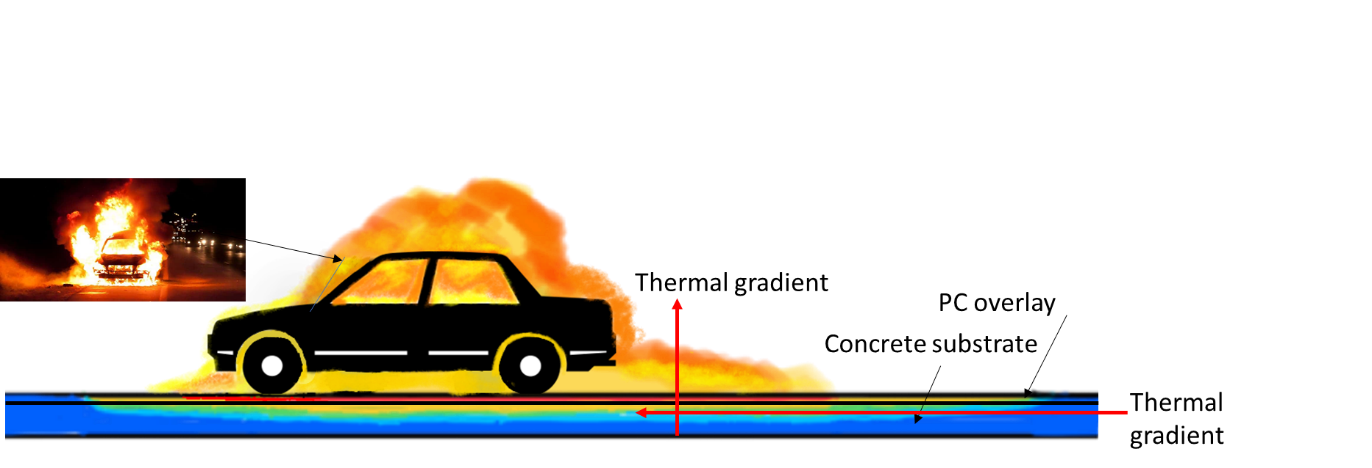 Thermal gradient
PC overlay
Concrete substrate
Thermal
gradient